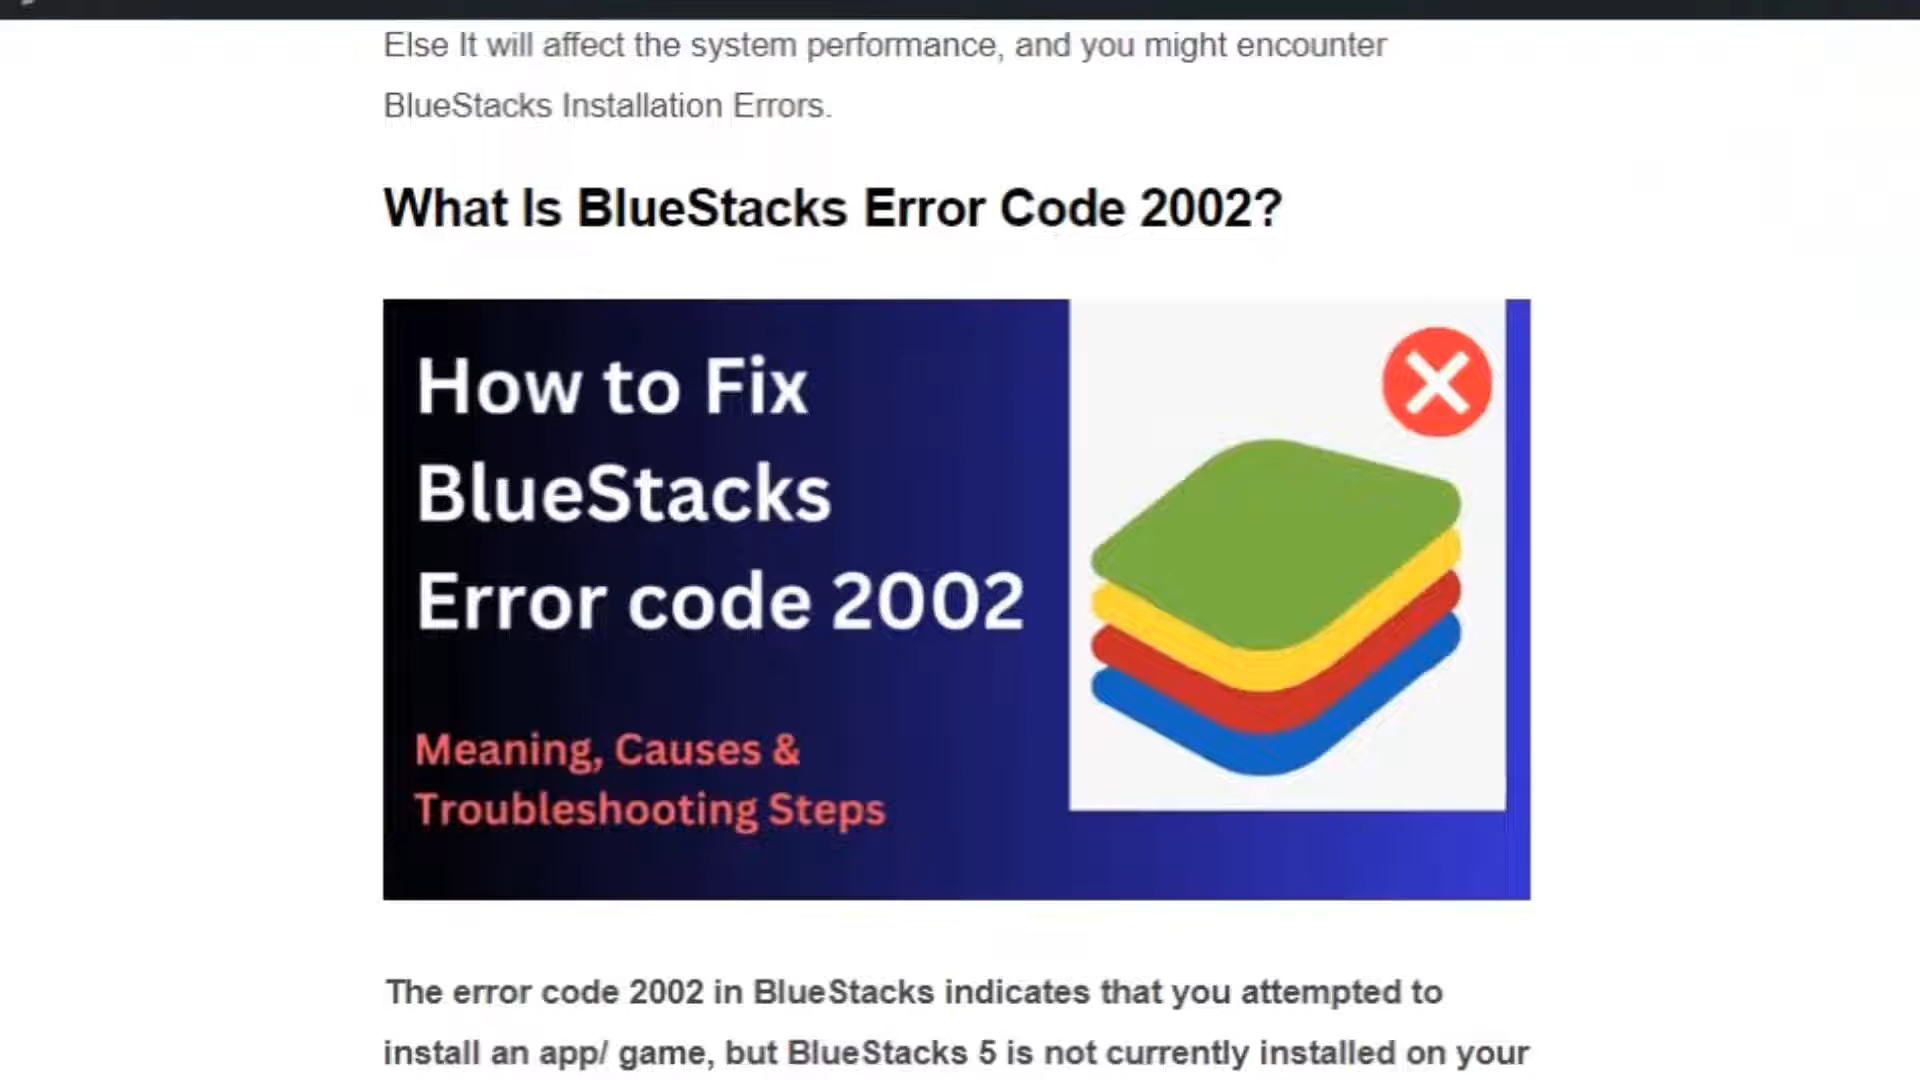 Else It will affect the system performance, and you might encounter
BlueStacks Installation Errors.
What Is BlueStacks Error Code 2002?
How to Fix
BlueStacks
Error code 2002
Meaning, Causes &
Troubleshooting Steps
The error code 2002 in BlueStacks indicates that you attempted to
install an app/ game, but BlueStacks 5 is not currently installed on your